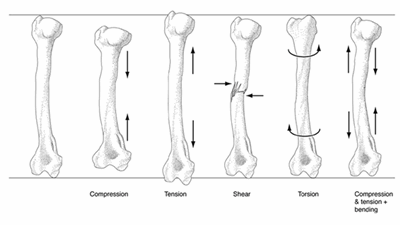 Compression
Tension
Shear
Torsion
Compression
& tension +
bending